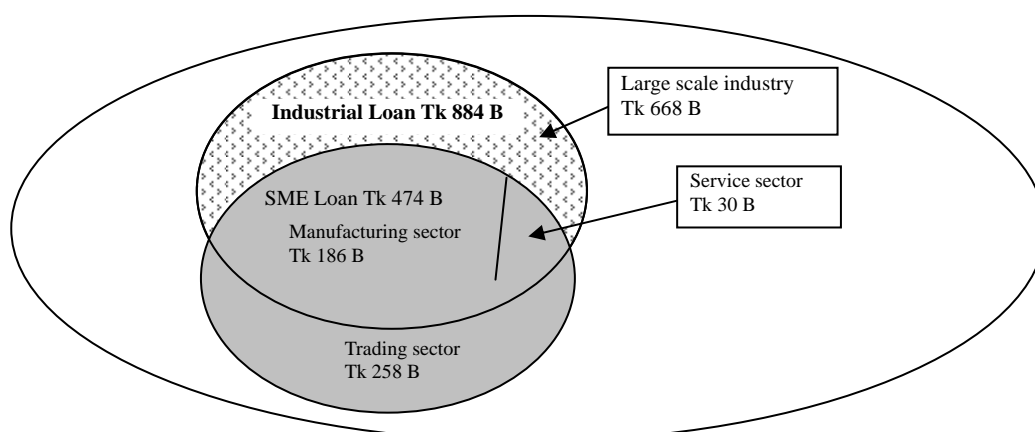 Large scale industry
Tk 668 B
Industrial Loan Tk 884 B
Service sector
Tk 30 B
SME Loan Tk 474 B
Manufacturing sector
Tk 186 B
Trading sector
Tk 258 B